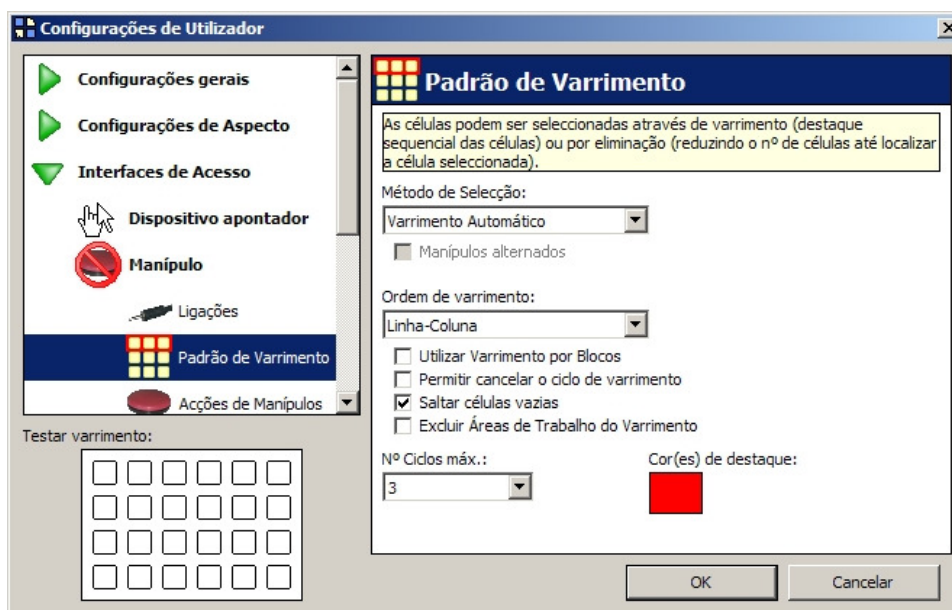 Configurações de Utilizador
Configurações gerais
Configurações de Aspecto
Interfaces de Acesso
Dispositivo apontador
Manípulo
Ligações
Padrão de Varrimento
Acções de Manípulos
Testar varrimento:
Padrão de Varrimento
As células podem ser seleccionadas através de varrimento (destaque
sequencial das células) ou por eliminação (reduzindo o nº de células até localizar
a célula seleccionada).
Método de Selecção:
Varrimento Automático
Manípulos alternados
Ordem de varrimento:
Linha-Coluna
Utilizar Varrimento por Blocos
Permitir cancelar o ciclo de varrimento
Saltar células vazias
Excluir Áreas de Trabalho do Varrimento
Nº Ciclos máx.:
3
Cor(es) de destaque:
OK
Cancelar